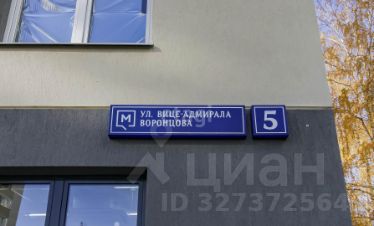 М УЛ. ВИЦЕ-АДМИРАЛА
ВОРОНЦОВА
5
циан
ID 327372564